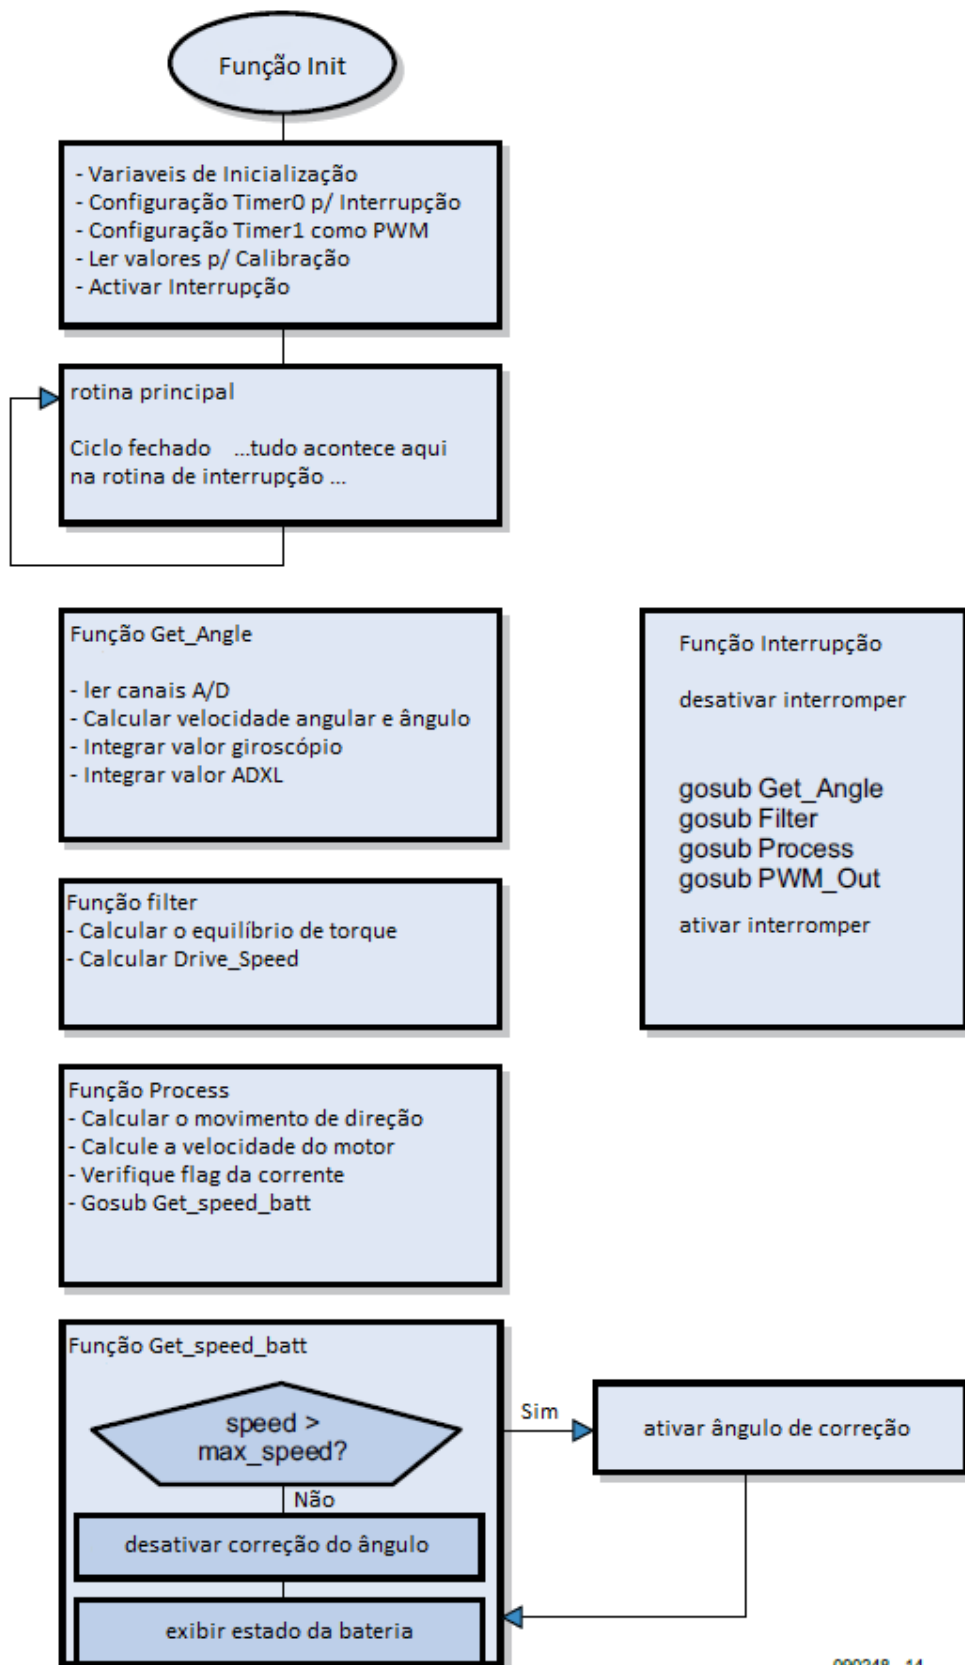 Função Init
- Variaveis de Inicialização
- Configuração Timer0 p/ Interrupção
- Configuração Timer1 como PWM
- Ler valores p/ Calibração
- Activar Interrupção
rotina principal
Ciclo fechado ...tudo acontece aqui
na rotina de interrupção ...
Função Get_Angle
- ler canais A/D
- Calcular velocidade angular e ângulo
- Integrar valor giroscópio
- Integrar valor ADXL
Função Interrupção
desativar interromper
gosub Get_Angle
gosub Filter
gosub Process
gosub PWM_Out
ativar interromper
Função filter
- Calcular o equilíbrio de torque
- Calcular Drive_Speed
Função Process
- Calcular o movimento de direção
- Calcule a velocidade do motor
- Verifique flag da corrente
- Gosub Get_speed_batt
Função Get_speed_batt
speed >
max_speed?
Sim
ativar ângulo de correção
Não
desativar correção do ângulo
exibir estado da bateria